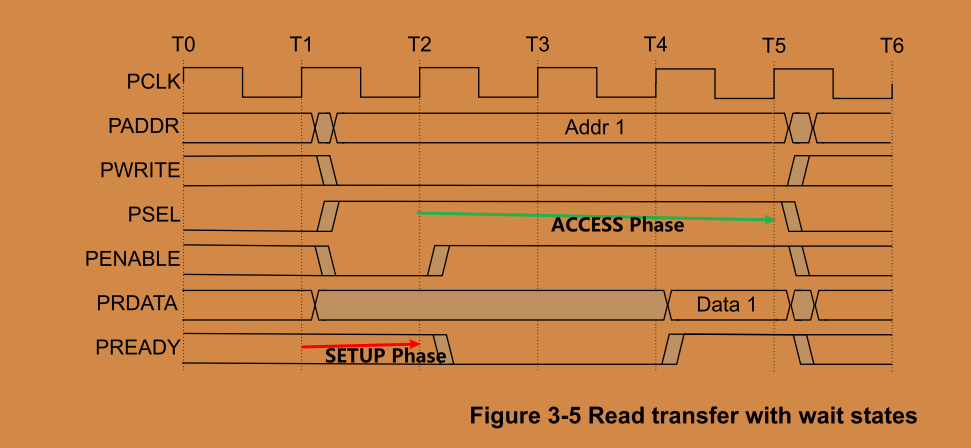 T0 T1 T2 T3 T4 T5 T6
PCLK
PADDR Addr 1
PWRITE
PSEL
ACCESS Phase
PENABLE
PRDATA Data 1
PREADY
SETUP Phase
Figure 3-5 Read transfer with wait states